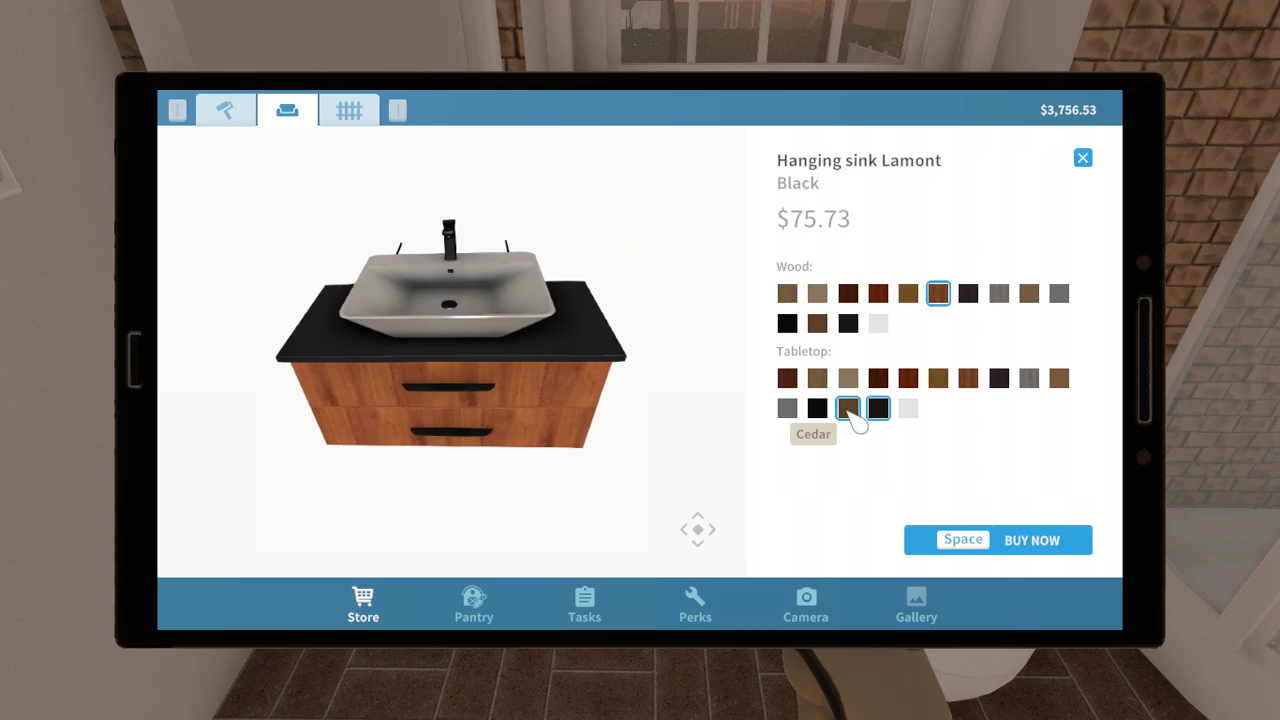 $3,756.53
Hanging sink Lamont
Black
$75.73
Wood:
Tabletop:
Cedar
Space BUY NOW
Store
Pantry
Tasks
Perks
Camera
Gallery